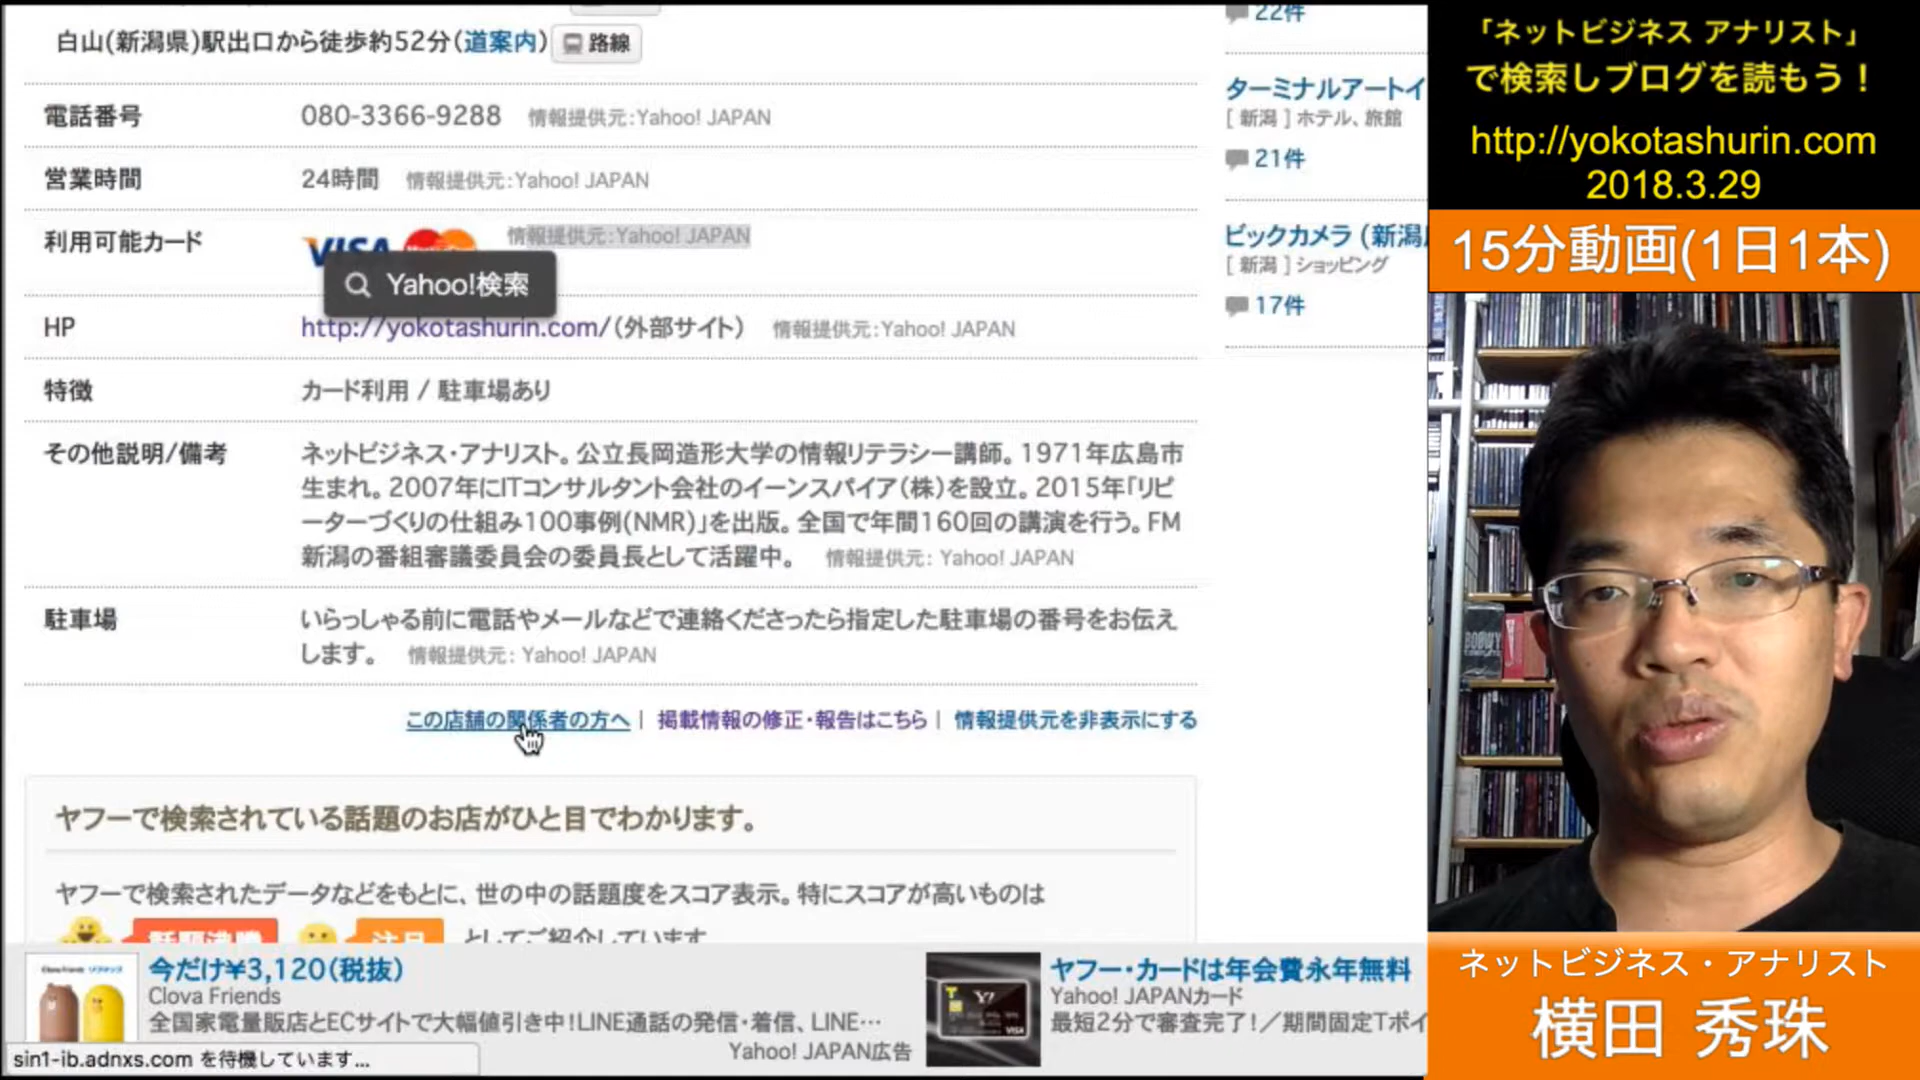 白山(新潟県)駅出口から徒歩約52分(道案内) 路線
電話番号 080-3366-9288 情報提供元:Yahoo! JAPAN
営業時間 24時間 情報提供元:Yahoo! JAPAN
利用可能カード VISA 情報提供元:Yahoo! JAPAN
Yahoo!検索
HP http://yokotashurin.com/(外部サイト) 情報提供元:Yahoo! JAPAN
特徴 カード利用 / 駐車場あり
その他説明/備考 ネットビジネス・アナリスト。公立長岡造形大学の情報リテラシー講師。1971年広島市
生まれ。2007年にITコンサルタント会社のイーンスパイア(株)を設立。2015年「リピ
ーターづくりの仕組み100事例(NMR)」を出版。全国で年間160回の講演を行う。FM
新潟の番組審議委員会の委員長として活躍中。 情報提供元: Yahoo! JAPAN
駐車場 いらっしゃる前に電話やメールなどで連絡くださったら指定した駐車場の番号をお伝え
します。 情報提供元: Yahoo! JAPAN
この店舗の関係者の方へ | 掲載情報の修正・報告はこちら | 情報提供元を非表示にする
ヤフーで検索されている話題のお店がひと目でわかります。
ヤフーで検索されたデータなどをもとに、世の中の話題度をスコア表示。特にスコアが高いものは
話題沸騰 注目 としてご紹介しています
22件
ターミナルアートイ
[ 新潟 ] ホテル、旅館
21件
ビックカメラ (新潟
[ 新潟 ] ショッピング
17件
今だけ¥3,120(税抜)
Clova Friends
全国家電量販店とECサイトで大幅値引き中!LINE通話の発信・着信、LINE…
Yahoo! JAPAN広告
ヤフー・カードは年会費永年無料
Yahoo! JAPANカード
最短2分で審査完了!/期間固定Tポイ
sin1-ib.adnxs.com を待機しています...
「ネットビジネス アナリスト」
で検索しブログを読もう!
http://yokotashurin.com
2018.3.29
15分動画(1日1本)
ネットビジネス・アナリスト
横田 秀珠